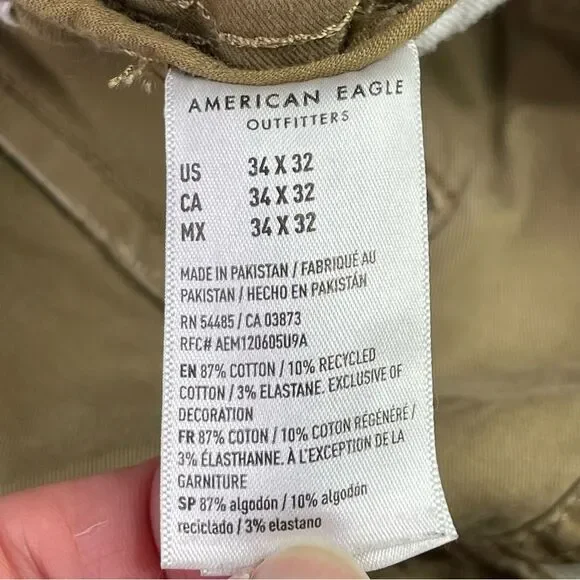 AMERICAN EAGLE
OUTFITTERS
US 34 X 32
CA 34 X 32
MX 34 X 32
MADE IN PAKISTAN / FABRIQUÉ AU
PAKISTAN / HECHO EN PAKISTÁN
RN 54485 / CA 03873
RFC# AEM120605U9A
EN 87% COTTON / 10% RECYCLED
COTTON / 3% ELASTANE. EXCLUSIVE OF
DECORATION
FR 87% COTON / 10% COTON RÉGÉNÉRÉ /
3% ÉLASTHANNE. À L'EXCEPTION DE LA
GARNITURE
SP 87% algodón / 10% algodón
reciclado / 3% elastano